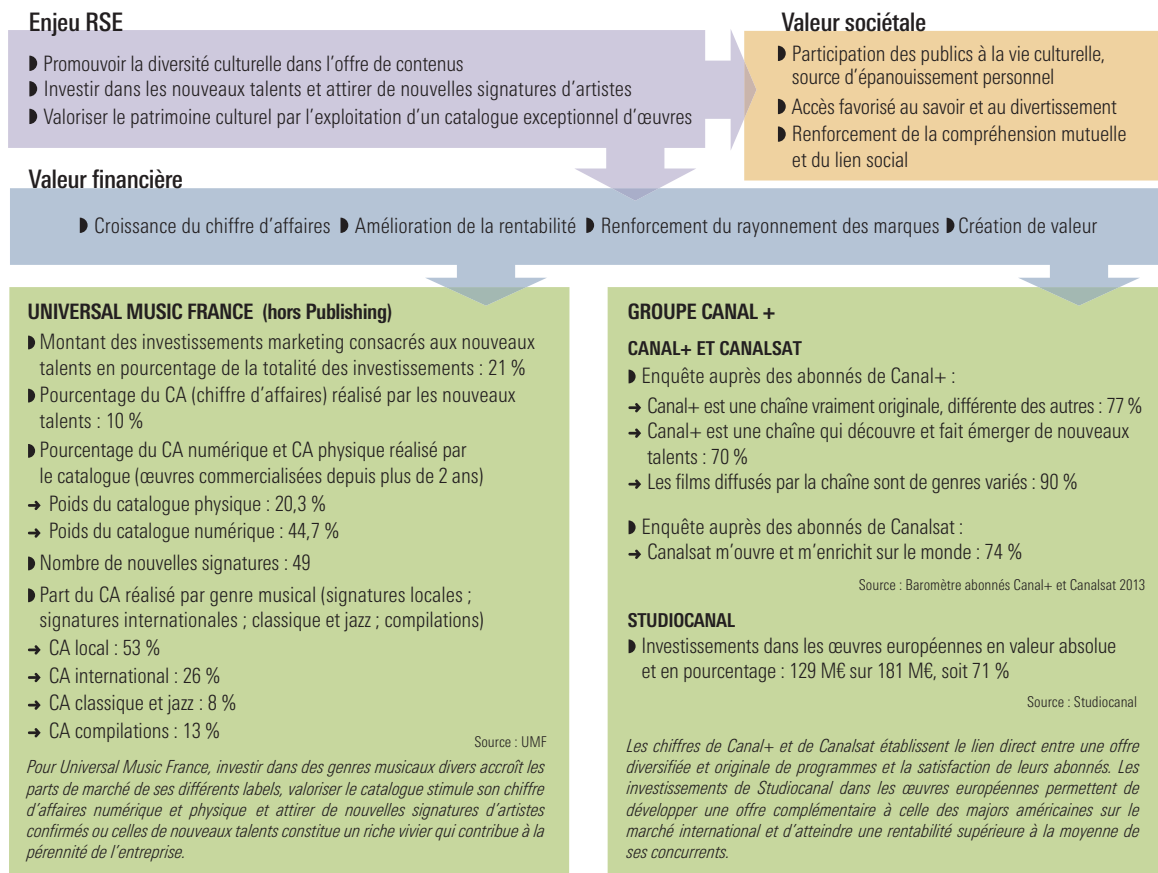 Enjeu RSE
◗ Promouvoir la diversité culturelle dans l'offre de contenus
◗ Investir dans les nouveaux talents et attirer de nouvelles signatures d'artistes
◗ Valoriser le patrimoine culturel par l'exploitation d'un catalogue exceptionnel d'œuvres
Valeur sociétale
◗ Participation des publics à la vie culturelle,
source d'épanouissement personnel
◗ Accès favorisé au savoir et au divertissement
◗ Renforcement de la compréhension mutuelle
et du lien social
Valeur financière
◗ Croissance du chiffre d'affaires ◗ Amélioration de la rentabilité ◗ Renforcement du rayonnement des marques ◗ Création de valeur
UNIVERSAL MUSIC FRANCE (hors Publishing)
◗ Montant des investissements marketing consacrés aux nouveaux
talents en pourcentage de la totalité des investissements : 21 %
◗ Pourcentage du CA (chiffre d'affaires) réalisé par les nouveaux
talents : 10 %
◗ Pourcentage du CA numérique et CA physique réalisé par
le catalogue (œuvres commercialisées depuis plus de 2 ans)
➜ Poids du catalogue physique : 20,3 %
➜ Poids du catalogue numérique : 44,7 %
◗ Nombre de nouvelles signatures : 49
◗ Part du CA réalisé par genre musical (signatures locales ;
signatures internationales ; classique et jazz ; compilations)
➜ CA local : 53 %
➜ CA international : 26 %
➜ CA classique et jazz : 8 %
➜ CA compilations : 13 %
Source : UMF
Pour Universal Music France, investir dans des genres musicaux divers accroît les
parts de marché de ses différents labels, valoriser le catalogue stimule son chiffre
d'affaires numérique et physique et attirer de nouvelles signatures d'artistes
confirmés ou celles de nouveaux talents constitue un riche vivier qui contribue à la
pérennité de l'entreprise.
GROUPE CANAL +
CANAL+ ET CANALSAT
◗ Enquête auprès des abonnés de Canal+ :
➜ Canal+ est une chaîne vraiment originale, différente des autres : 77 %
➜ Canal+ est une chaîne qui découvre et fait émerger de nouveaux
talents : 70 %
➜ Les films diffusés par la chaîne sont de genres variés : 90 %
◗ Enquête auprès des abonnés de Canalsat :
➜ Canalsat m'ouvre et m'enrichit sur le monde : 74 %
Source : Baromètre abonnés Canal+ et Canalsat 2013
STUDIOCANAL
◗ Investissements dans les œuvres européennes en valeur absolue
et en pourcentage : 129 M€ sur 181 M€, soit 71 %
Source : Studiocanal
Les chiffres de Canal+ et de Canalsat établissent le lien direct entre une offre
diversifiée et originale de programmes et la satisfaction de leurs abonnés. Les
investissements de Studiocanal dans les œuvres européennes permettent de
développer une offre complémentaire à celle des majors américaines sur le
marché international et d'atteindre une rentabilité supérieure à la moyenne de
ses concurrents.